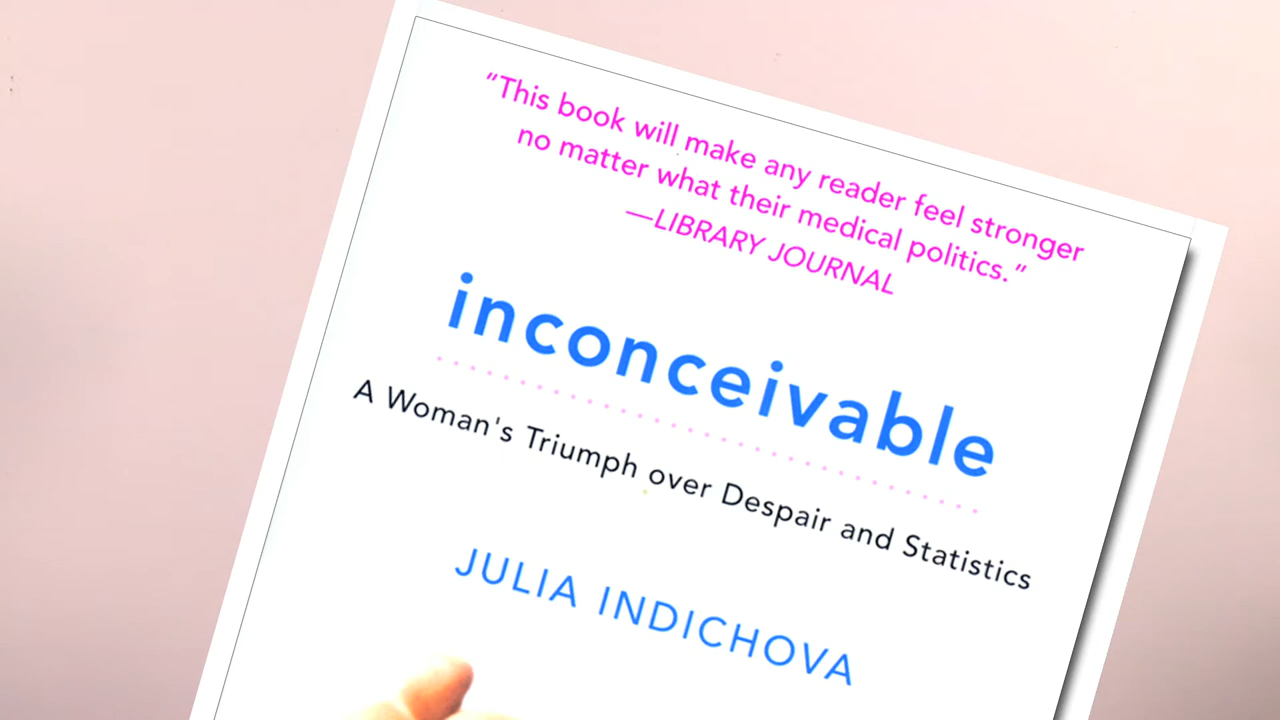 “This book will make any reader feel stronger
no matter what their medical politics.”
—LIBRARY JOURNAL
inconceivable
A Woman's Triumph over Despair and Statistics
JULIA INDICHOVA